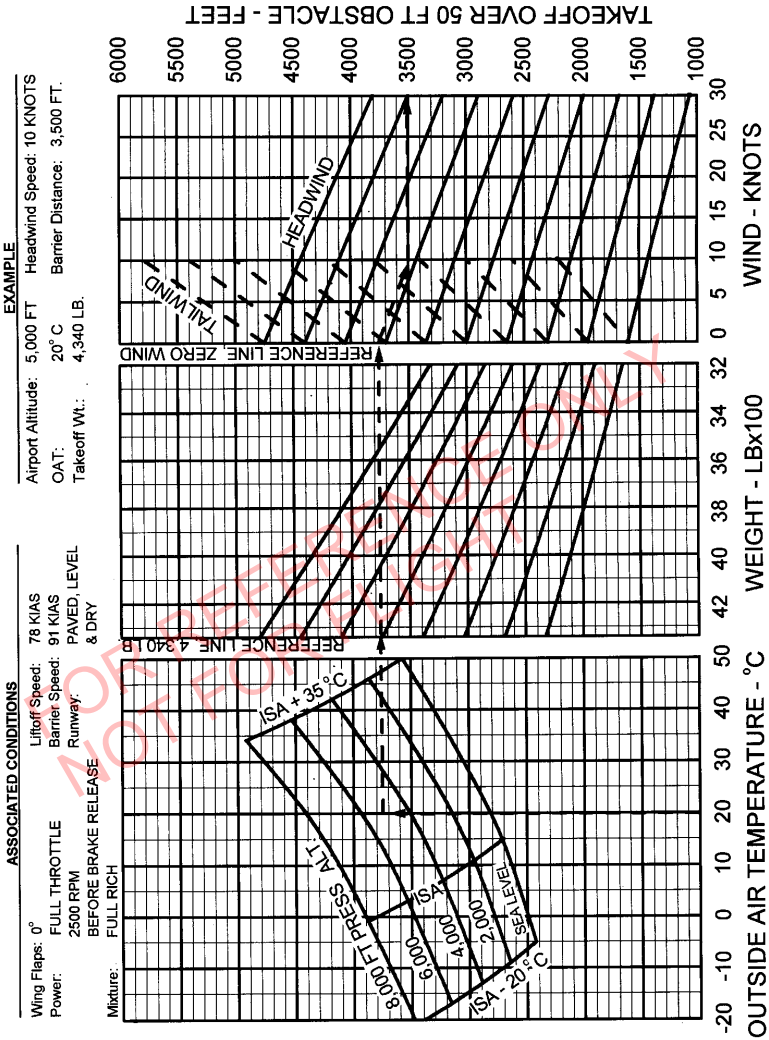 ASSOCIATED CONDITIONS
Wing Flaps: 0°
Power: FULL THROTTLE
2500 RPM
BEFORE BRAKE RELEASE
Mixture: FULL RICH
Liftoff Speed: 78 KIAS
Barrier Speed: 91 KIAS
Runway: PAVED, LEVEL
& DRY
EXAMPLE
Airport Altitude: 5,000 FT
OAT: 20° C
Takeoff Wt.: 4,340 LB.
Headwind Speed: 10 KNOTS
Barrier Distance: 3,500 FT.
8,000 FT PRESS ALT.
6,000
4,000
2,000
SEA LEVEL
ISA - 20 °C
ISA
ISA + 35 °C
REFERENCE LINE, 4,340 LB
REFERENCE LINE, ZERO WIND
TAILWIND
HEADWIND
-20 -10 0 10 20 30 40 50
OUTSIDE AIR TEMPERATURE - °C
42 40 38 36 34 32
WEIGHT - LBx100
0 5 10 15 20 25 30
WIND - KNOTS
6000
5500
5000
4500
4000
3500
3000
2500
2000
1500
1000
TAKEOFF OVER 50 FT OBSTACLE - FEET
FOR REFERENCE ONLY
NOT FOR FLIGHT